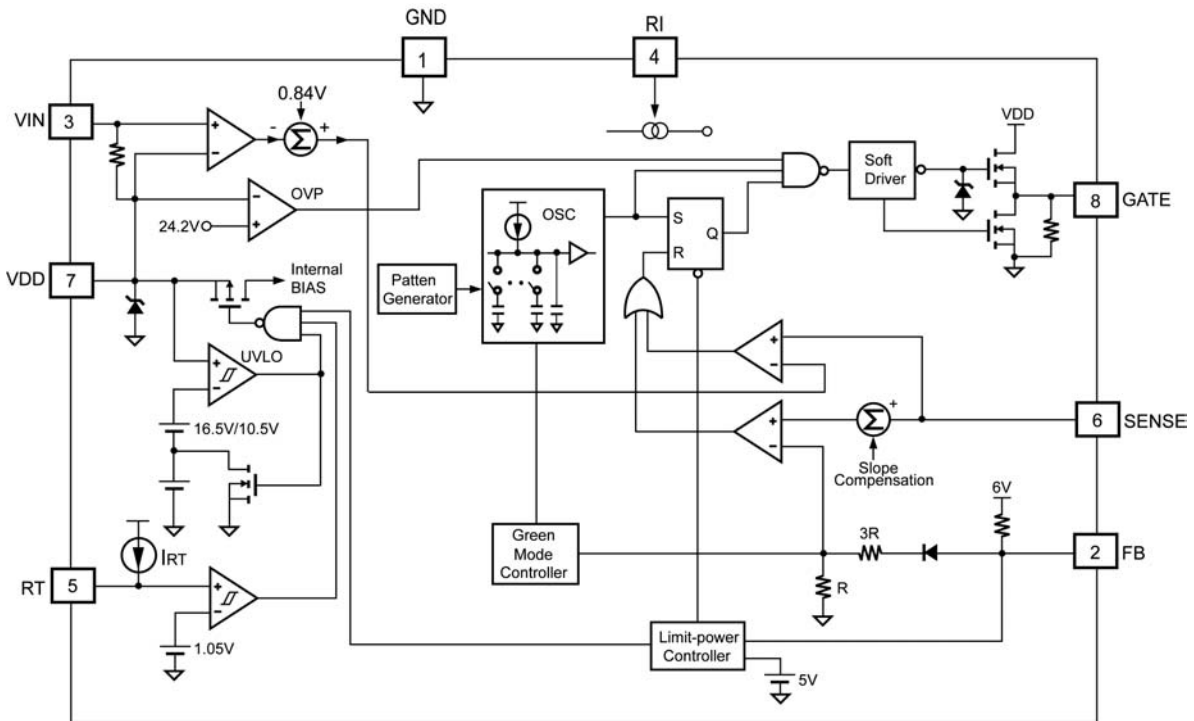 GND
1
RI
4
VIN
3
0.84V
-
Σ
+
+
-
VDD
Soft
Driver
OVP
-
+
24.2V
OSC
S
Q
R
8
GATE
VDD
7
Internal
BIAS
Patten
Generator
UVLO
+
-
+
-
16.5V/10.5V
+
-
Σ
+
6
SENSE
Slope
Compensation
6V
IRT
Green
Mode
Controller
3R
2
FB
RT
5
+
-
R
1.05V
Limit-power
Controller
5V